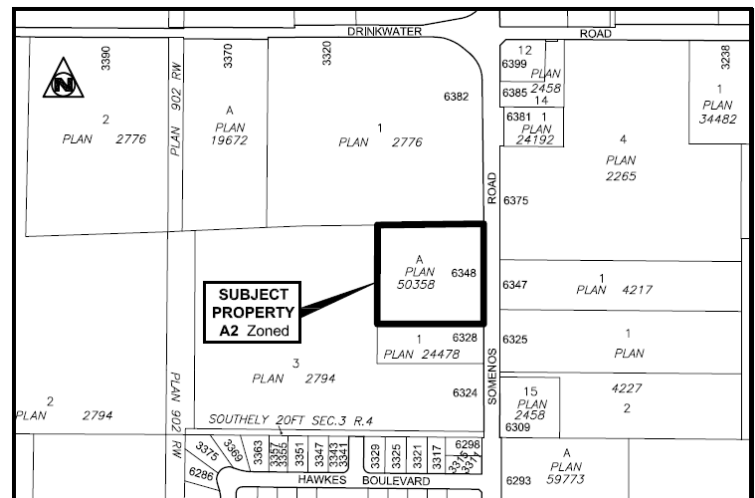 DRINKWATER ROAD
3390
PLAN 902 RW
3370
3320
6382
12
6399
PLAN
2458
6385
14
6381
1
PLAN
24192
3238
1
PLAN
34482
N
2
PLAN 2776
A
PLAN
19672
1
PLAN 2776
4
PLAN
2265
ROAD
6375
A
PLAN
50358
6348
6347
1
PLAN 4217
SUBJECT
PROPERTY
A2 Zoned
1
6328
PLAN 24478
6325
1
PLAN
3
PLAN 2794
6324
SOMENOS
4227
2
15
PLAN
2458
6309
2
PLAN 2794
PLAN 902 RW
SOUTHELY 20FT SEC.3 R.4
3375
3369
3363
3357
3355
3351
3347
3343
3341
3329
3325
3321
3317
6298
3315
3311
6286
HAWKES BOULEVARD
6293
A
PLAN
59773